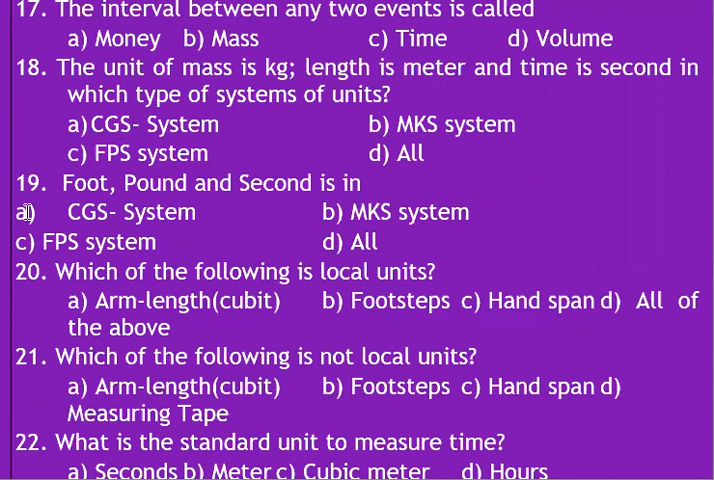 17. The interval between any two events is called
a) Money b) Mass c) Time d) Volume
18. The unit of mass is kg; length is meter and time is second in
which type of systems of units?
a)CGS- System b) MKS system
c) FPS system d) All
19. Foot, Pound and Second is in
a) CGS- System b) MKS system
c) FPS system d) All
20. Which of the following is local units?
a) Arm-length(cubit) b) Footsteps c) Hand span d) All of
the above
21. Which of the following is not local units?
a) Arm-length(cubit) b) Footsteps c) Hand span d)
Measuring Tape
22. What is the standard unit to measure time?
a) Seconds b) Meter c) Cubic meter d) Hours